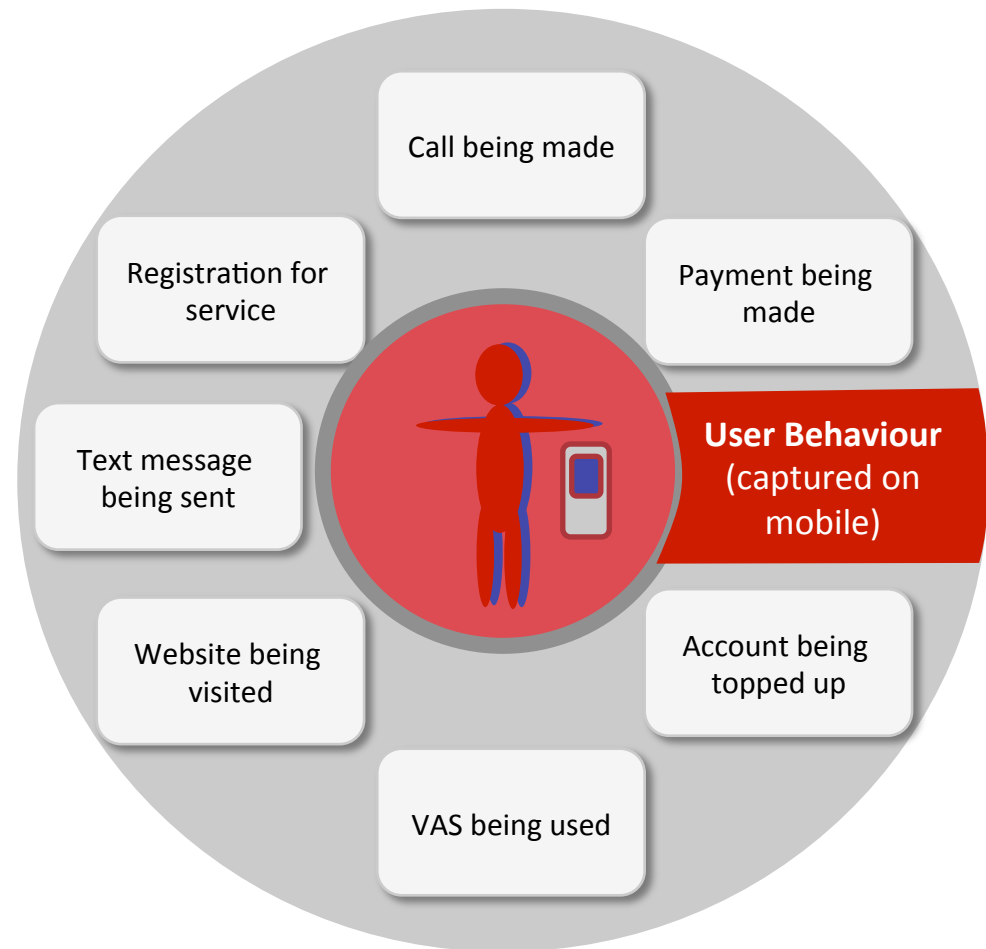 Call being made
Registration for
service
Payment being
made
Text message
being sent
User Behaviour
(captured on
mobile)
Website being
visited
Account being
topped up
VAS being used